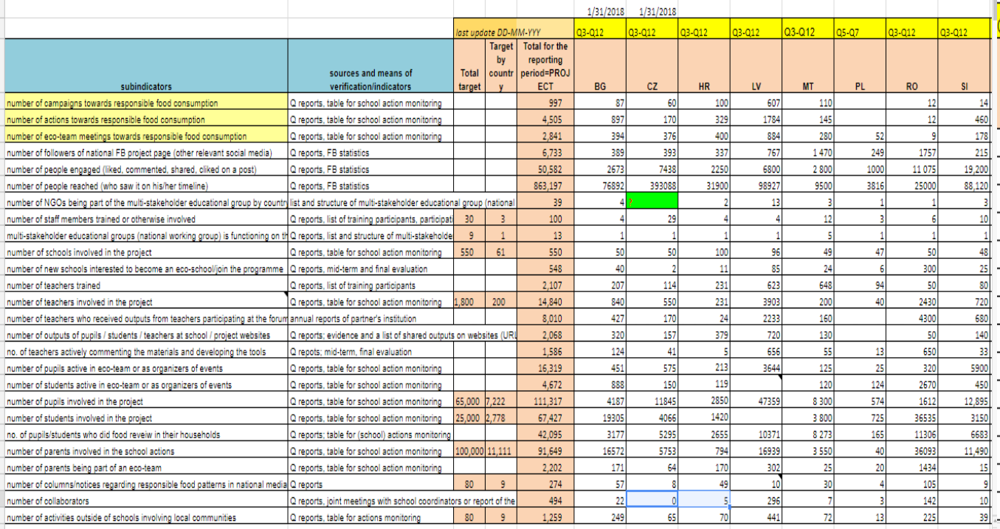 1/31/2018 1/31/2018
last update DD-MM-YYY Q3-Q12 Q3-Q12 Q3-Q12 Q3-Q12 Q3-Q12 Q5-Q7 Q3-Q12 Q3-Q12
subindicators sources and means of verification/indicators Total target Target by country Total for the reporting period=PROJECT BG CZ HR LV MT PL RO SI
number of campaigns towards responsible food consumption Q reports, table for school action monitoring 997 87 60 100 607 110 12 14
number of actions towards responsible food consumption Q reports, table for school action monitoring 4,505 897 170 329 1784 145 12 460
number of eco-team meetings towards responsible food consumption Q reports, table for school action monitoring 2,841 394 376 400 884 280 52 9 178
number of followers of national FB project page (other relevant social media) Q reports, FB statistics 6,733 389 393 337 767 1 470 249 1757 215
number of people engaged (liked, commented, shared, cliked on a post) Q reports, FB statistics 50,582 2673 7438 2250 6800 2 800 1000 11 075 19,200
number of people reached (who saw it on his/her timeline) Q reports, FB statistics 863,197 76892 393088 31900 98927 9500 3816 25000 88,120
number of NGOs being part of the multi-stakeholder educational group by country list and structure of multi-stakeholder educational group (national 39 4 ? 2 13 3 1 1 3
number of staff members trained or otherwise involved Q reports, list of training participants, participati 30 3 100 4 29 4 4 12 3 6 10
multi-stakeholder educational groups (national working group) is functioning on th Q reports, list and structure of multi-stakeholde 9 1 13 1 1 1 1 5 1 1 1
number of schools involved in the project Q reports, table for school action monitoring 550 61 550 50 50 100 96 49 47 50 48
number of new schools interested to become an eco-school/join the programme Q reports, mid-term and final evaluation 548 40 2 11 85 24 6 300 25
number of teachers trained Q reports, list of training participants 2,107 207 114 231 623 648 94 50 80
number of teachers involved in the project Q reports, table for school action monitoring 1,800 200 14,840 840 550 231 3903 200 40 2430 720
number of teachers who received outputs from teachers participating at the forum annual reports of partner's institution 8,010 427 170 24 2233 160 4300 680
number of outputs of pupils / students / teachers at school / project websites Q reports; evidence and a list of shared outputs on websites (URL 2,068 320 157 379 720 130 50 140
no. of teachers actively commenting the materials and developing the tools Q repots; mid-term, final evaluation 1,586 124 41 5 656 55 13 650 33
number of pupils active in eco-team or as organizers of events Q reports, table for school action monitoring 16,319 451 575 213 3644 125 25 320 5900
number of students active in eco-team or as organizers of events Q reports, table for school action monitoring 4,672 888 150 119 120 124 2670 450
number of pupils involved in the project Q reports, table for school action monitoring 65,000 7,222 111,317 4187 11845 2850 47359 8 300 574 1612 12,895
number of students involved in the project Q reports, table for school action monitoring 25,000 2,778 67,427 19305 4066 1420 3 800 725 36535 3150
no. of pupils/students who did food reveiw in their households Q reports; table for (school) actions monitoring 42,095 3177 5295 2655 10371 8 273 165 11306 6683
number of parents involved in the school actions Q reports, table for school action monitoring 100,000 11,111 91,649 16572 5753 794 16939 3 550 40 36093 11,490
number of parents being part of an eco-team Q reports, table for school action monitoring 2,202 171 64 170 302 25 20 1434 15
number of columns/notices regarding responsible food patterns in national media Q reports 80 9 274 57 8 49 10 30 4 105 9
number of collaborators Q reports, joint meetings with school coordinators or report of the 494 22 0 5 296 7 3 142 10
number of activities outside of schools involving local communities Q reports, table for actions monitoring 80 9 1,259 249 65 70 441 72 13 225 39